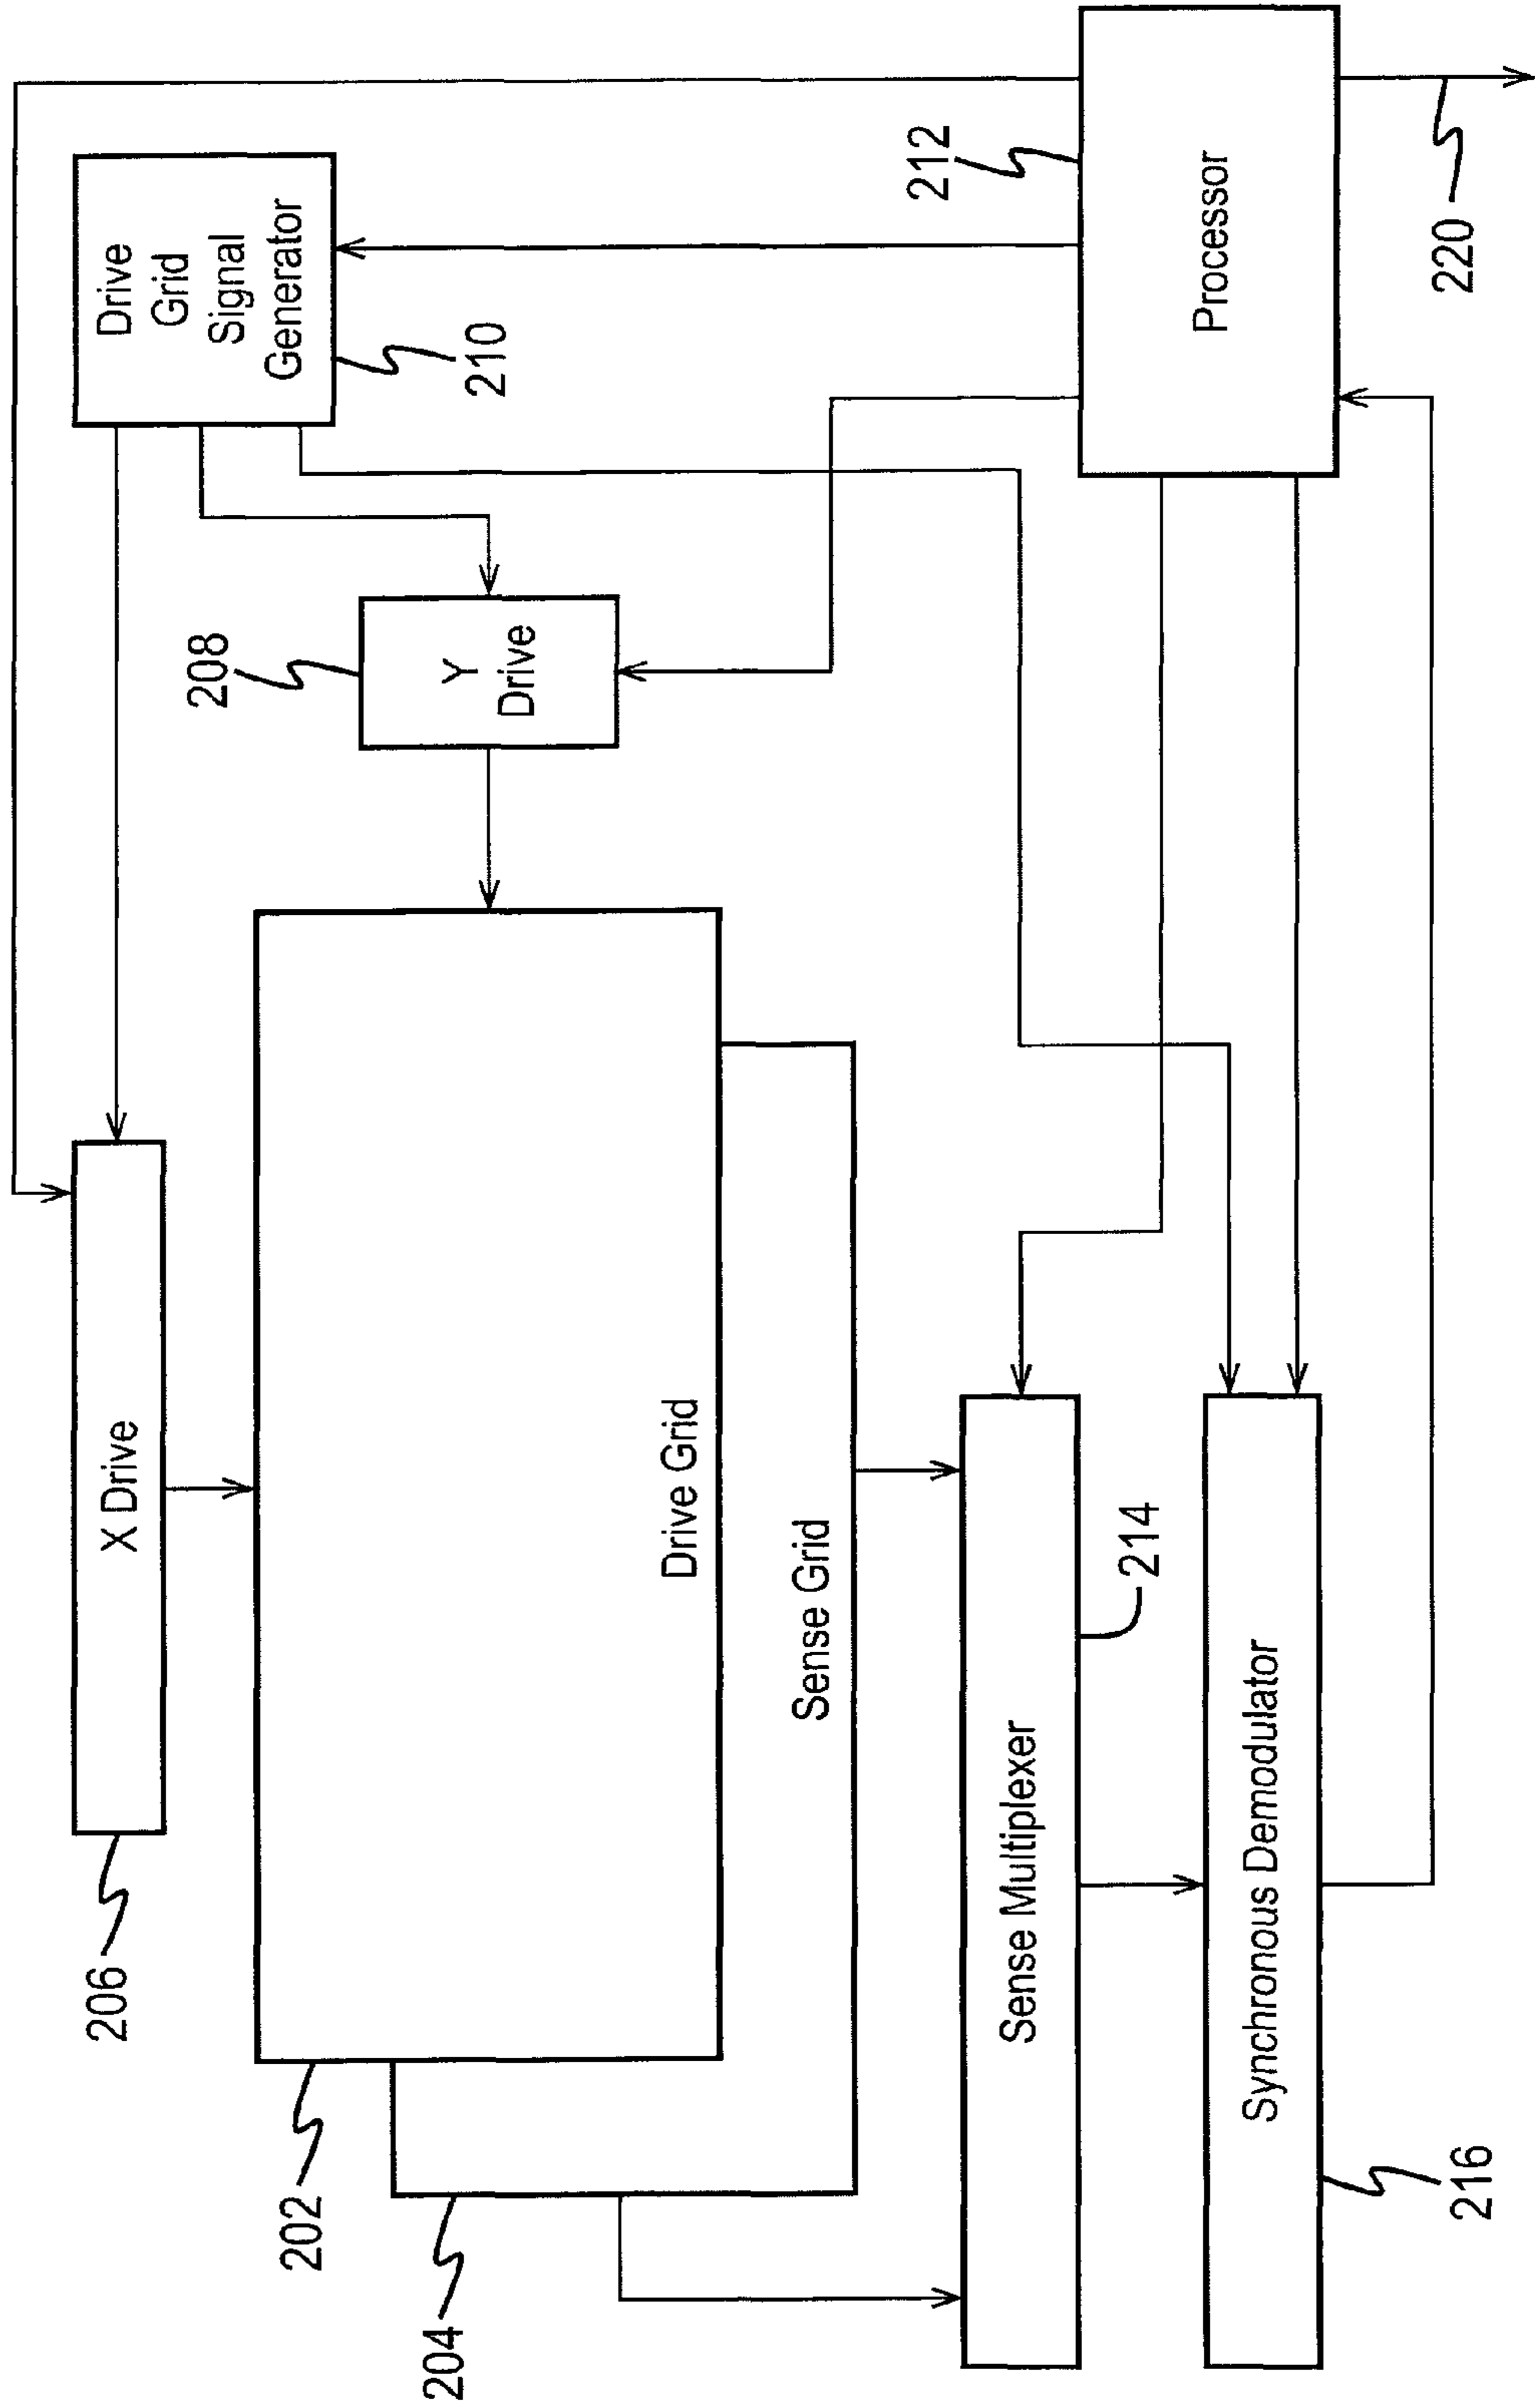 206
X Drive
Drive
Grid
Signal
Generator
210
208
Y
Drive
202
Drive Grid
204
Sense Grid
212
Processor
Sense Multiplexer
214
Synchronous Demodulator
216
220